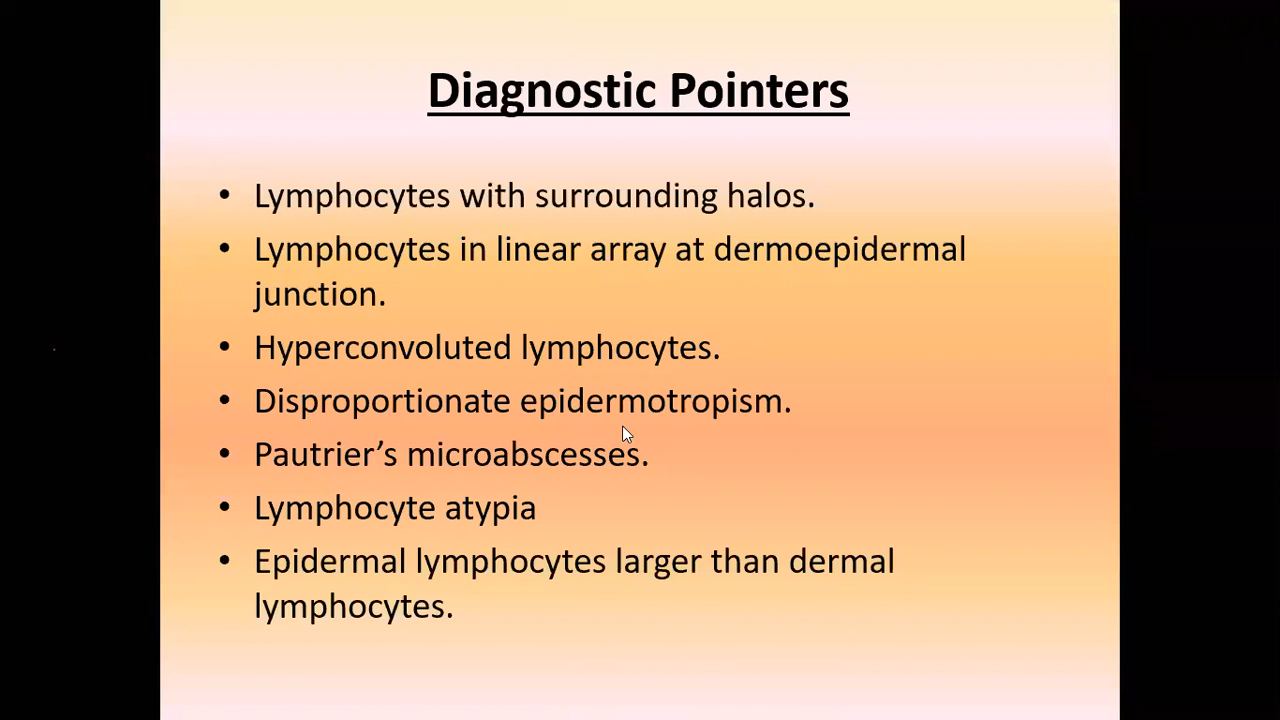 Diagnostic Pointers
• Lymphocytes with surrounding halos.
• Lymphocytes in linear array at dermoepidermal
junction.
• Hyperconvoluted lymphocytes.
• Disproportionate epidermotropism.
• Pautrier’s microabscesses.
• Lymphocyte atypia
• Epidermal lymphocytes larger than dermal
lymphocytes.